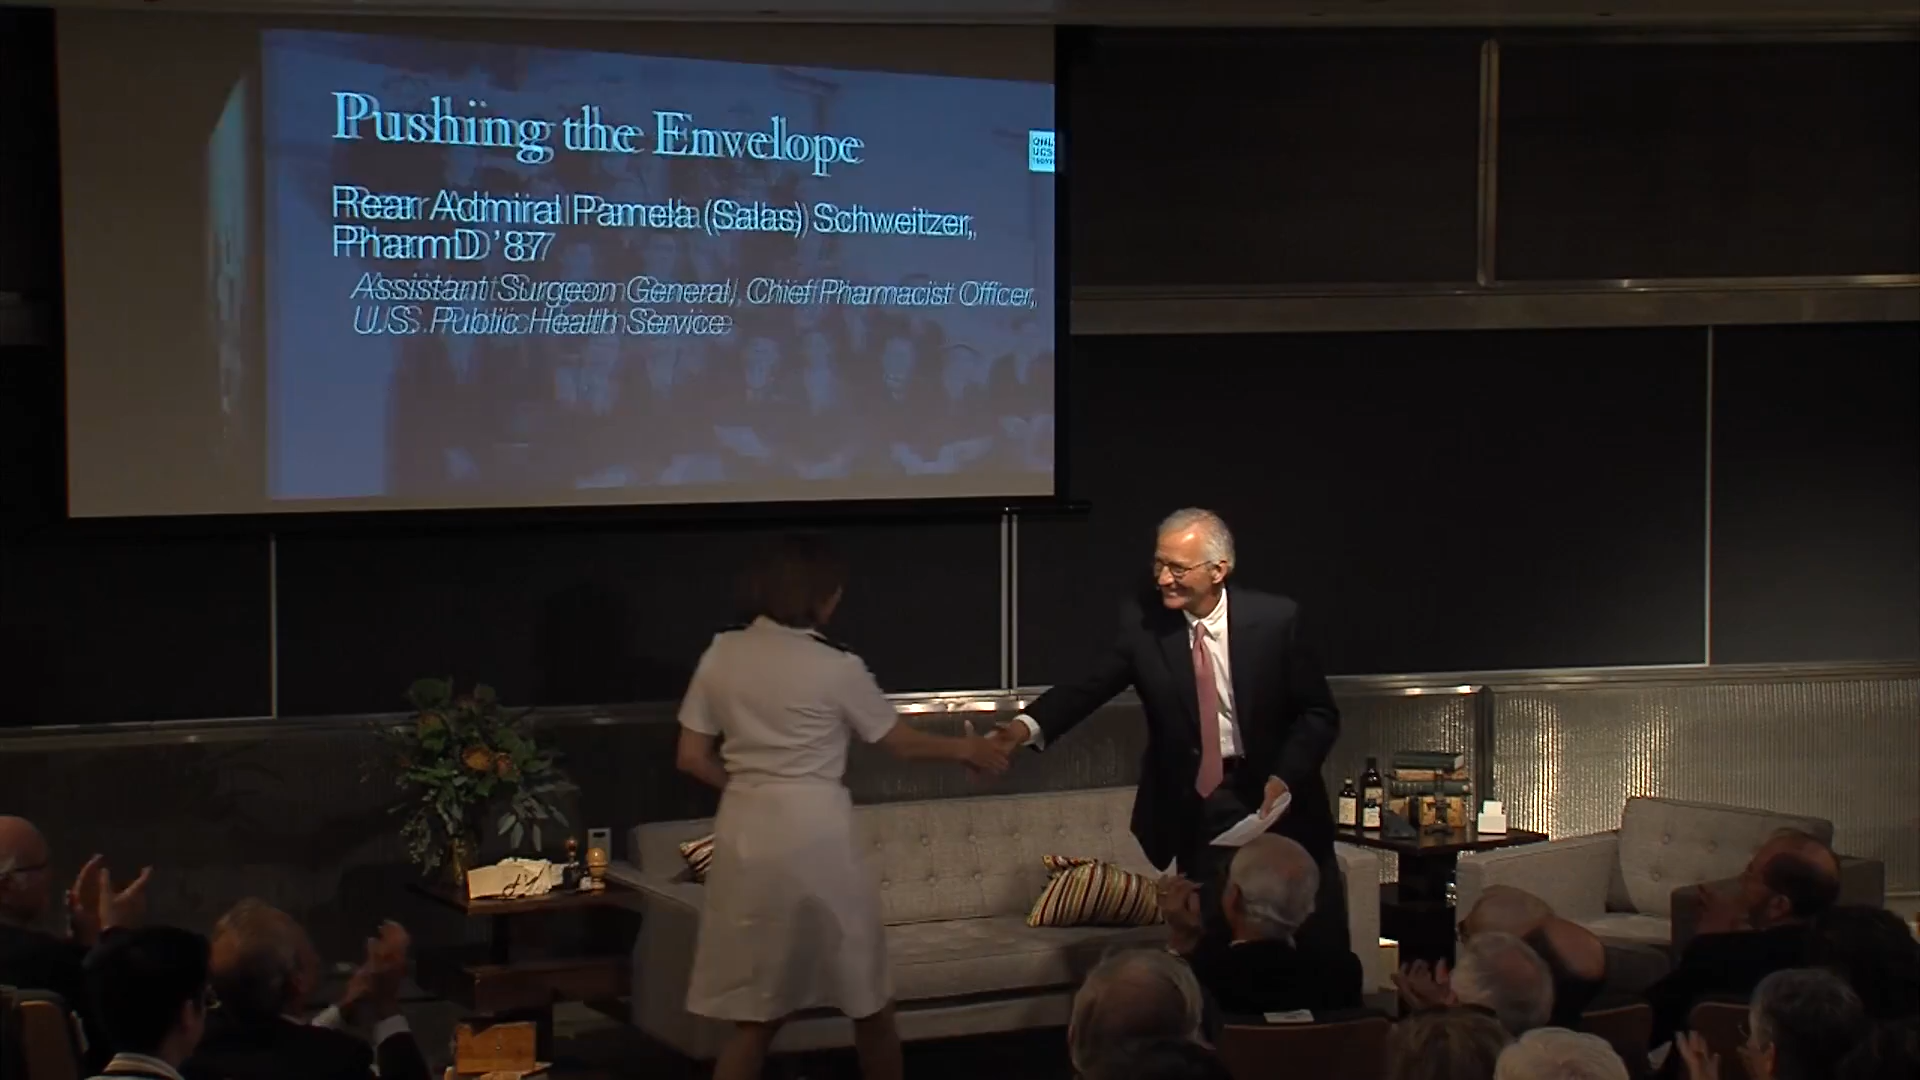 Pushing the Envelope
Rear Admiral Pamela (Salas) Schweitzer,
PharmD '87
Assistant Surgeon General, Chief Pharmacist Officer,
U.S. Public Health Service